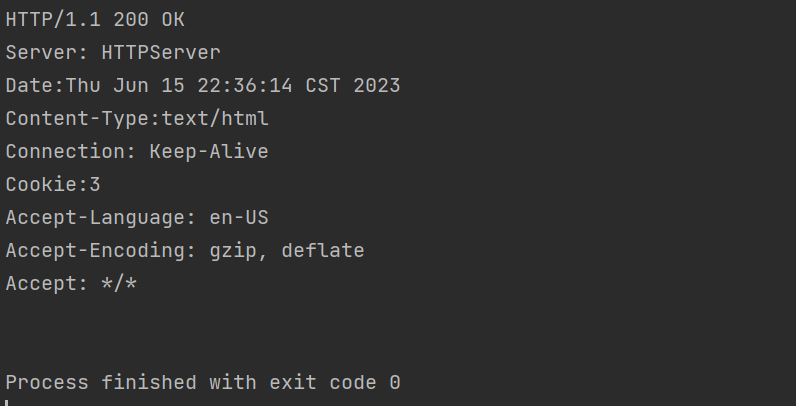 HTTP/1.1 200 OK
Server: HTTPServer
Date:Thu Jun 15 22:36:14 CST 2023
Content-Type:text/html
Connection: Keep-Alive
Cookie:3
Accept-Language: en-US
Accept-Encoding: gzip, deflate
Accept: */*
Process finished with exit code 0